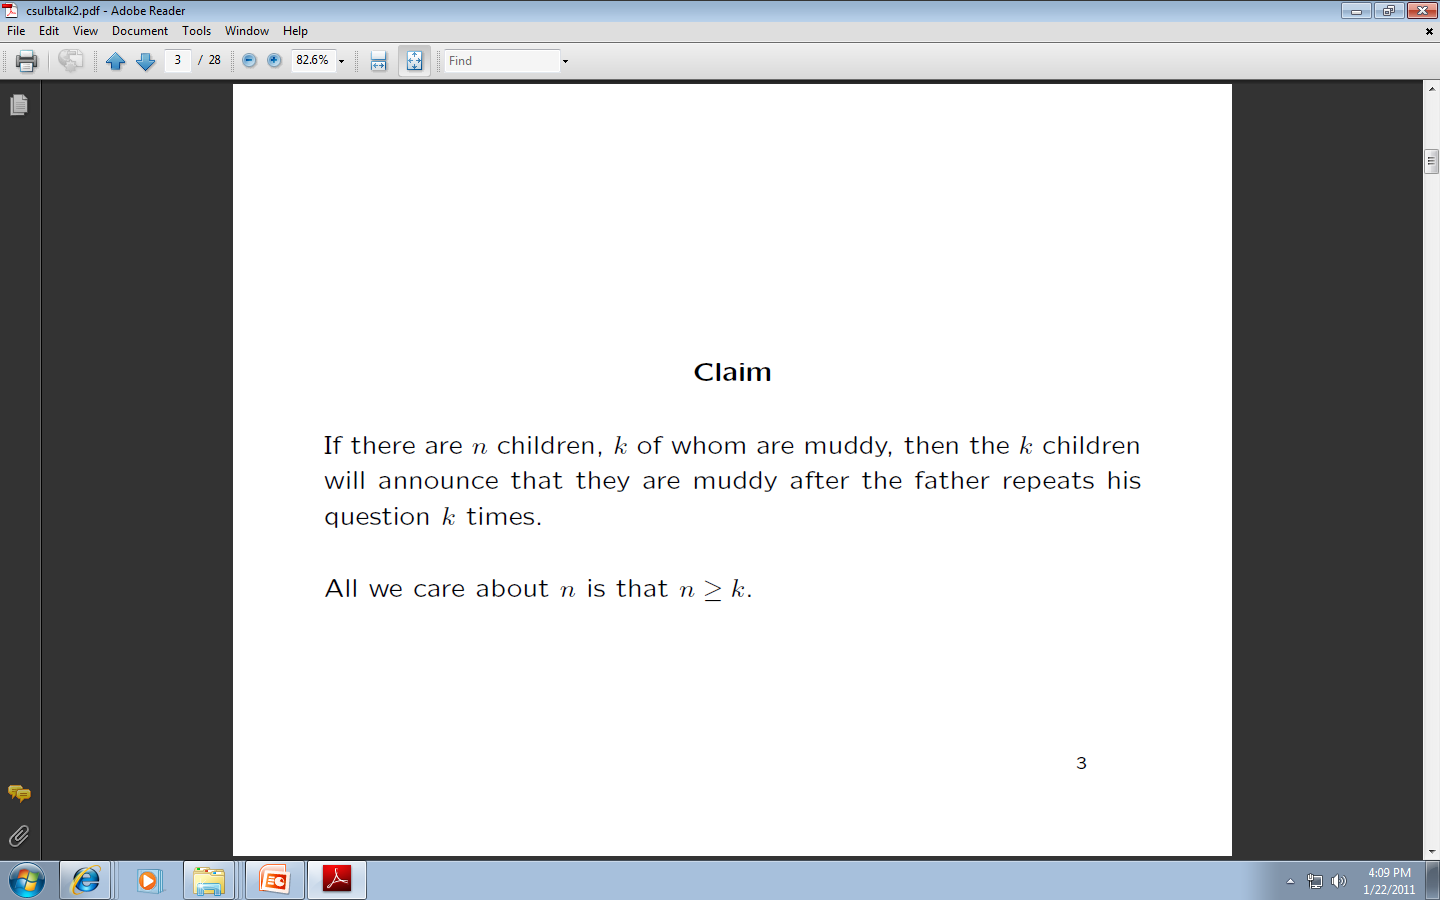 csulbtalk2.pdf - Adobe Reader
File Edit View Document Tools Window Help
3 / 28 82.6% Find
Claim
If there are n children, k of whom are muddy, then the k children
will announce that they are muddy after the father repeats his
question k times.
All we care about n is that n ≥ k.
3
4:09 PM
1/22/2011